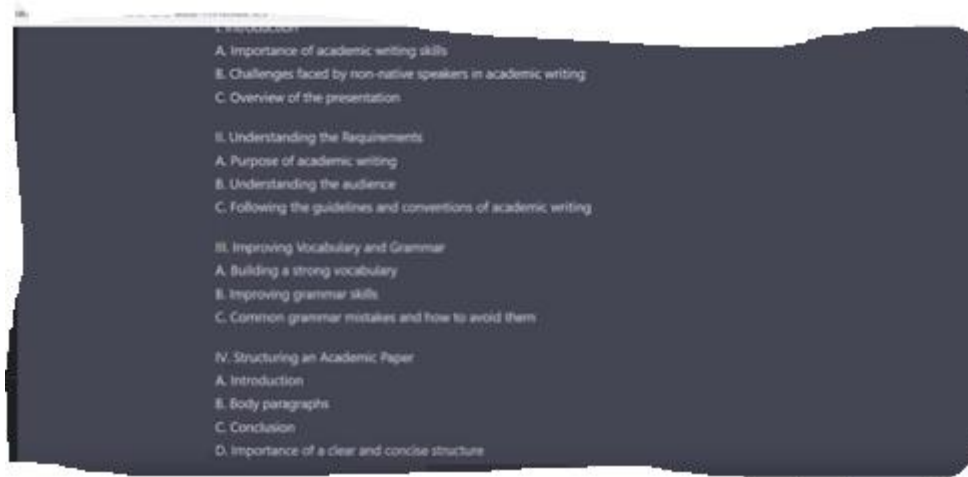 I. Introduction
A. Importance of academic writing skills
B. Challenges faced by non-native speakers in academic writing
C. Overview of the presentation
II. Understanding the Requirements
A. Purpose of academic writing
B. Understanding the audience
C. Following the guidelines and conventions of academic writing
III. Improving Vocabulary and Grammar
A. Building a strong vocabulary
B. Improving grammar skills
C. Common grammar mistakes and how to avoid them
IV. Structuring an Academic Paper
A. Introduction
B. Body paragraphs
C. Conclusion
D. Importance of a clear and concise structure